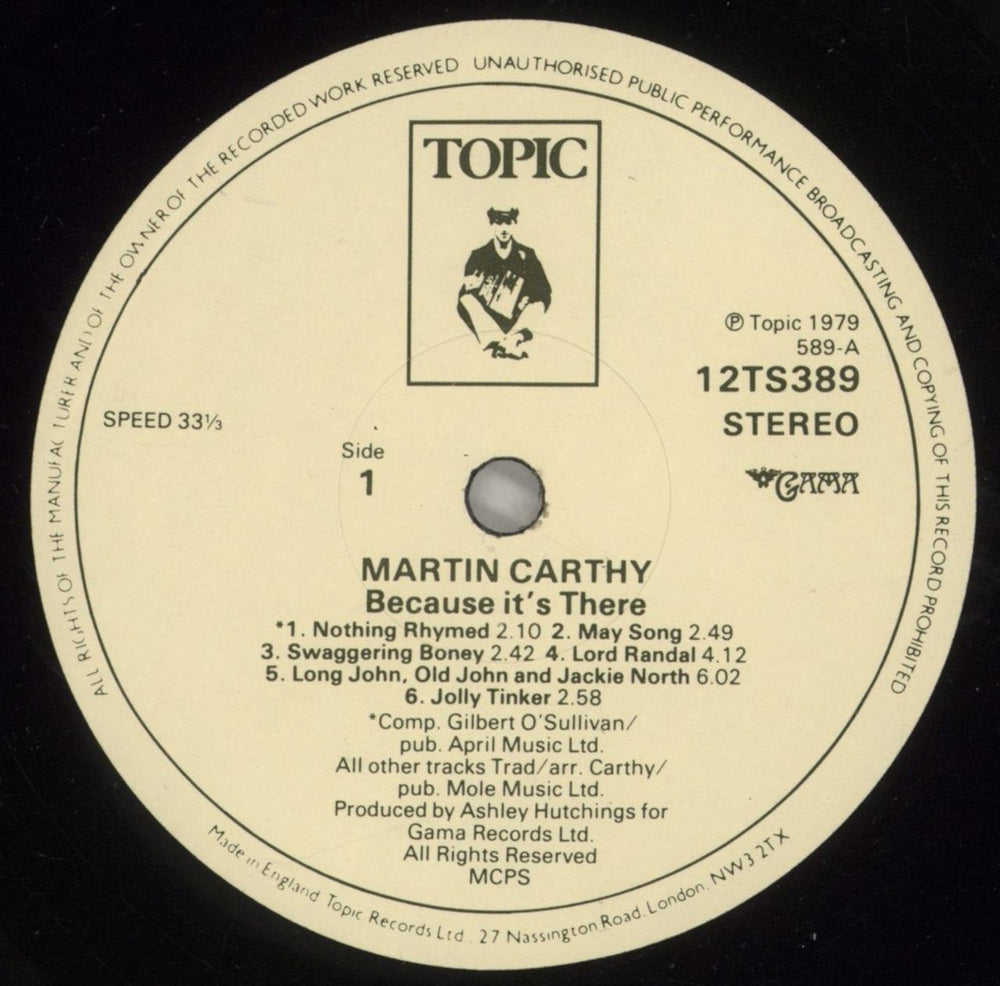 ALL RIGHTS OF THE MANUFACTURER AND OF THE OWNER OF THE RECORDED WORK RESERVED UNAUTHORISED PUBLIC PERFORMANCE BROADCASTING AND COPYING OF THIS RECORD PROHIBITED
TOPIC
℗ Topic 1979
589-A
12TS389
STEREO
GAMA
SPEED 33⅓
Side
1
MARTIN CARTHY
Because it's There
*1. Nothing Rhymed 2.10 2. May Song 2.49
3. Swaggering Boney 2.42 4. Lord Randal 4.12
5. Long John, Old John and Jackie North 6.02
6. Jolly Tinker 2.58
*Comp. Gilbert O'Sullivan/
pub. April Music Ltd.
All other tracks Trad/arr. Carthy/
pub. Mole Music Ltd.
Produced by Ashley Hutchings for
Gama Records Ltd.
All Rights Reserved
MCPS
Made in England Topic Records Ltd. 27 Nassington Road. London. NW3 2TX